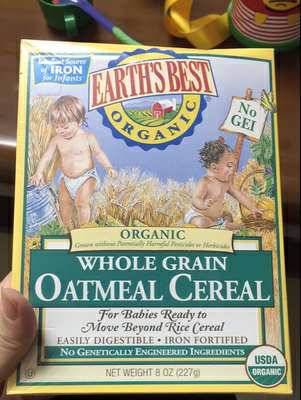 Excellent Source
of IRON
for Infants
EARTH'S BEST
ORGANIC
No
GEI
ORGANIC
Grown without Potentially Harmful Pesticides or Herbicides
WHOLE GRAIN
OATMEAL CEREAL
For Babies Ready to
Move Beyond Rice Cereal
EASILY DIGESTIBLE • IRON FORTIFIED
NO GENETICALLY ENGINEERED INGREDIENTS
NET WEIGHT 8 OZ (227g)
USDA
ORGANIC